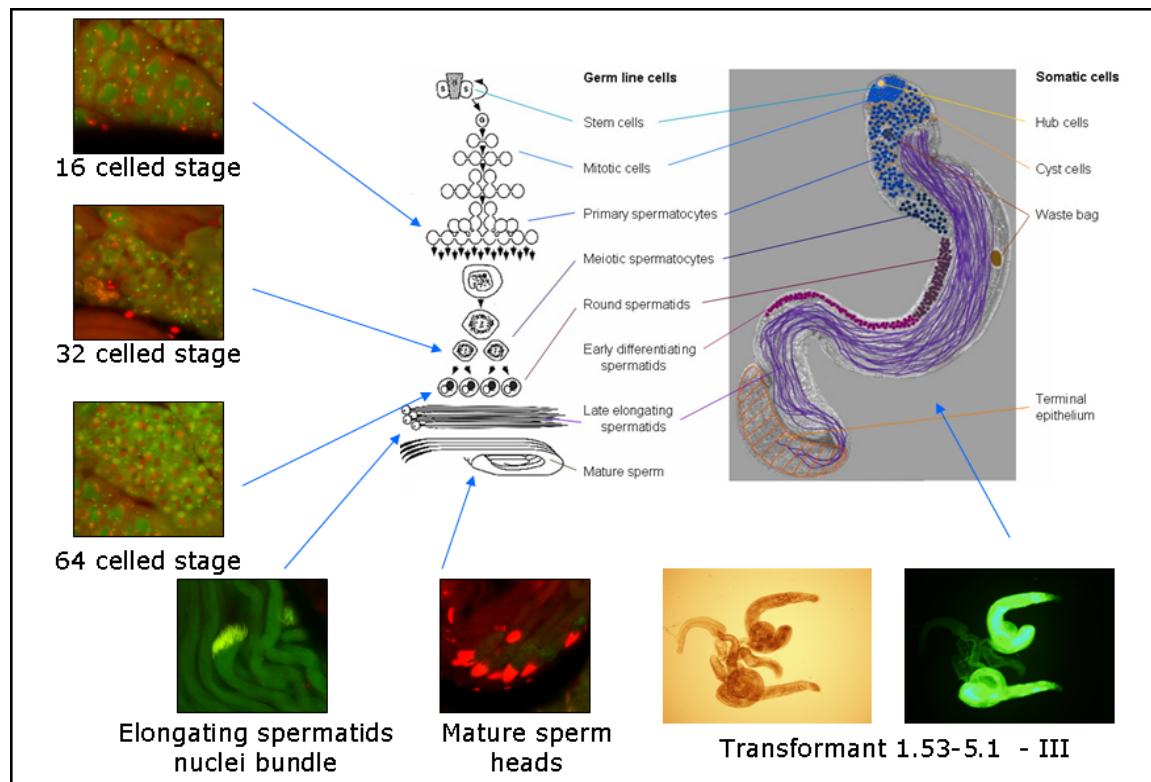 16 celled stage
32 celled stage
64 celled stage
Germ line cells
Stem cells
Mitotic cells
Primary spermatocytes
Meiotic spermatocytes
Round spermatids
Early differentiating
spermatids
Late elongating
spermatids
Mature sperm
Somatic cells
Hub cells
Cyst cells
Waste bag
Terminal
epithelium
S
S
G
Elongating spermatids
nuclei bundle
Mature sperm
heads
Transformant 1.53-5.1 - III